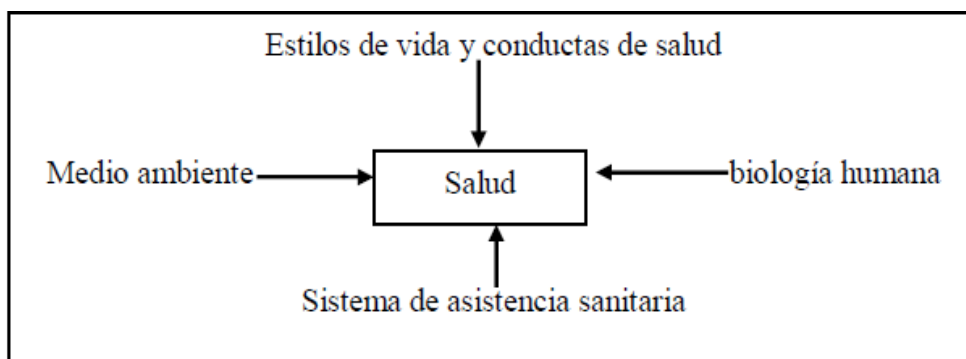 Estilos de vida y conductas de salud
Medio ambiente
Salud
biología humana
Sistema de asistencia sanitaria